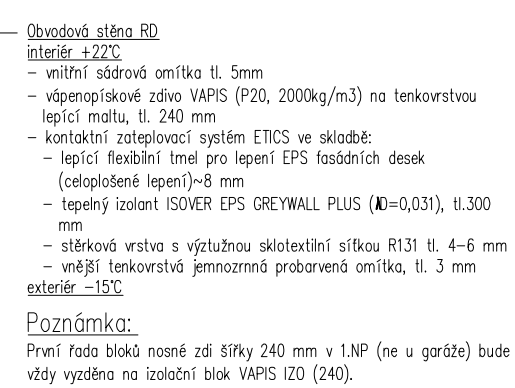 Obvodová stěna RD
interiér +22°C
– vnitřní sádrová omítka tl. 5mm
– vápenopískové zdivo VAPIS (P20, 2000kg/m3) na tenkovrstvou
lepící maltu, tl. 240 mm
– kontaktní zateplovací systém ETICS ve skladbě:
– lepící flexibilní tmel pro lepení EPS fasádních desek
(celoplošené lepení)~8 mm
– tepelný izolant ISOVER EPS GREYWALL PLUS (λD=0,031), tl.300
mm
– stěrková vrstva s výztužnou sklotextilní síťkou R131 tl. 4–6 mm
– vnější tenkovrstvá jemnozrnná probarvená omítka, tl. 3 mm
exteriér –15°C
Poznámka:
První řada bloků nosné zdi šířky 240 mm v 1.NP (ne u garáže) bude
vždy vyzděna na izolační blok VAPIS IZO (240).